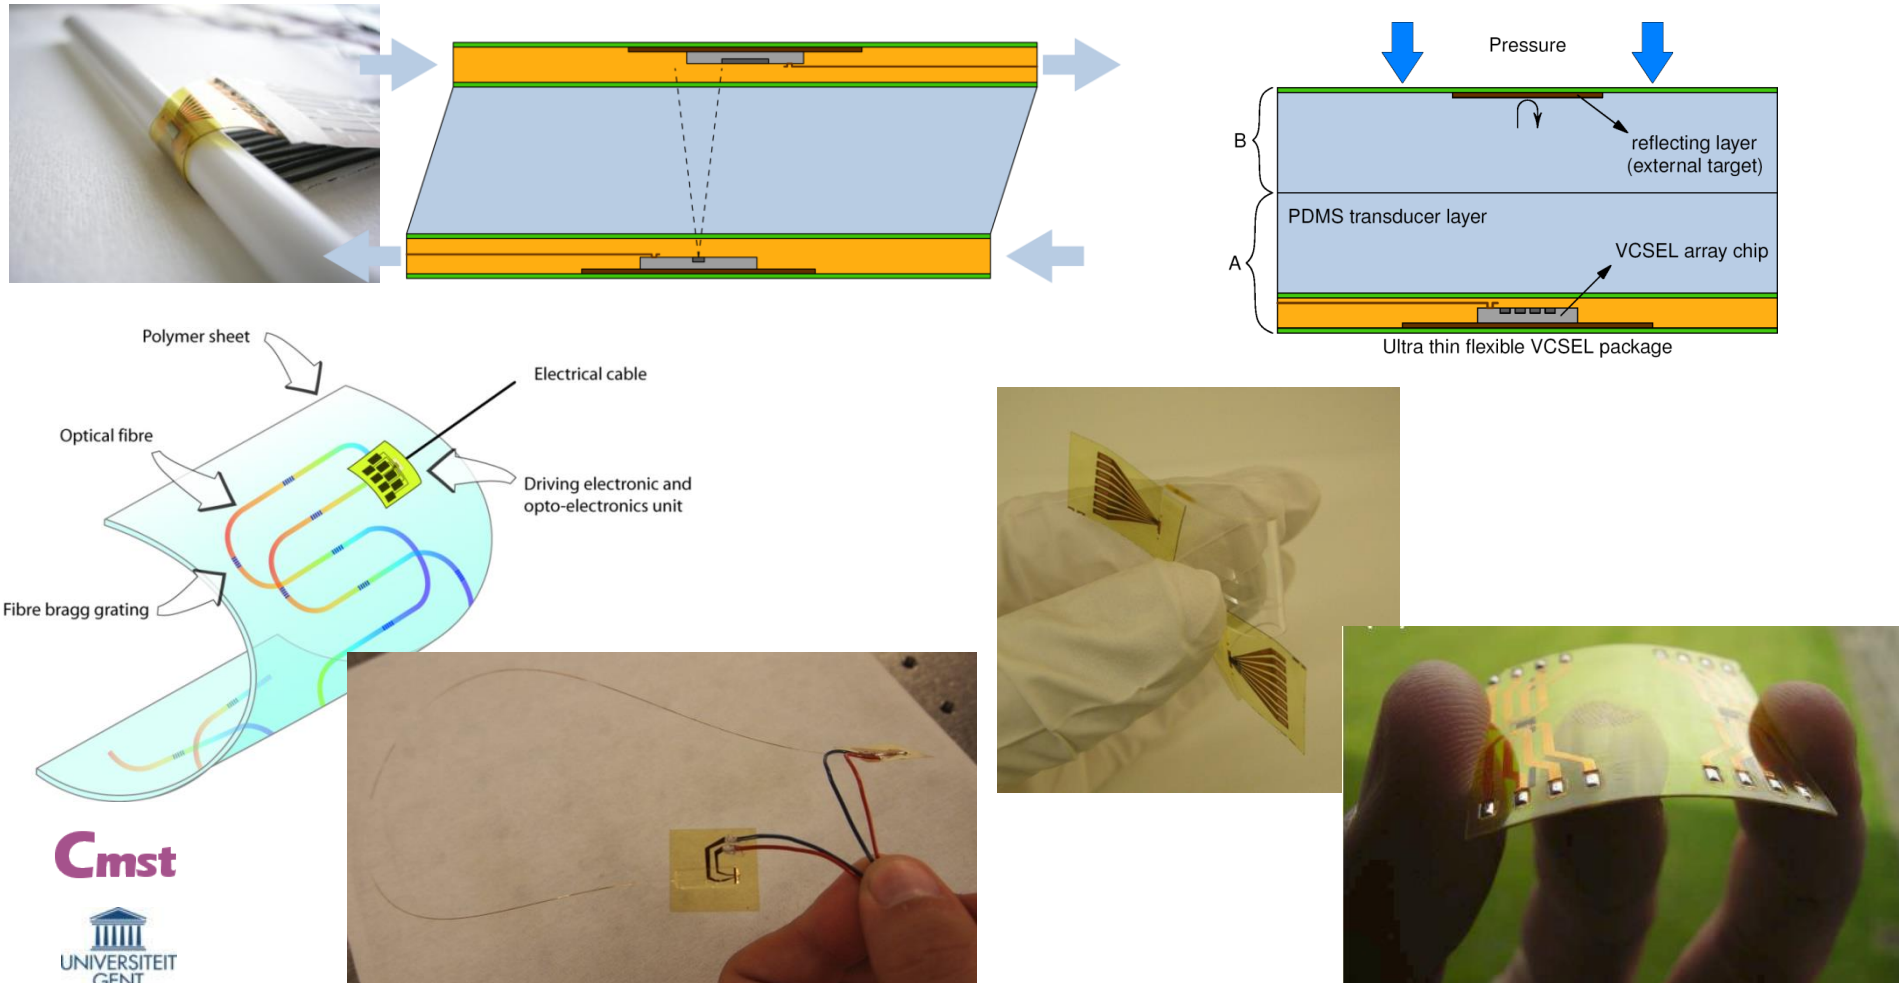 Pressure
B
reflecting layer
(external target)
PDMS transducer layer
VCSEL array chip
A
Ultra thin flexible VCSEL package
Polymer sheet
Electrical cable
Optical fibre
Driving electronic and
opto-electronics unit
Fibre bragg grating
Cmst
UNIVERSITEIT
GENT